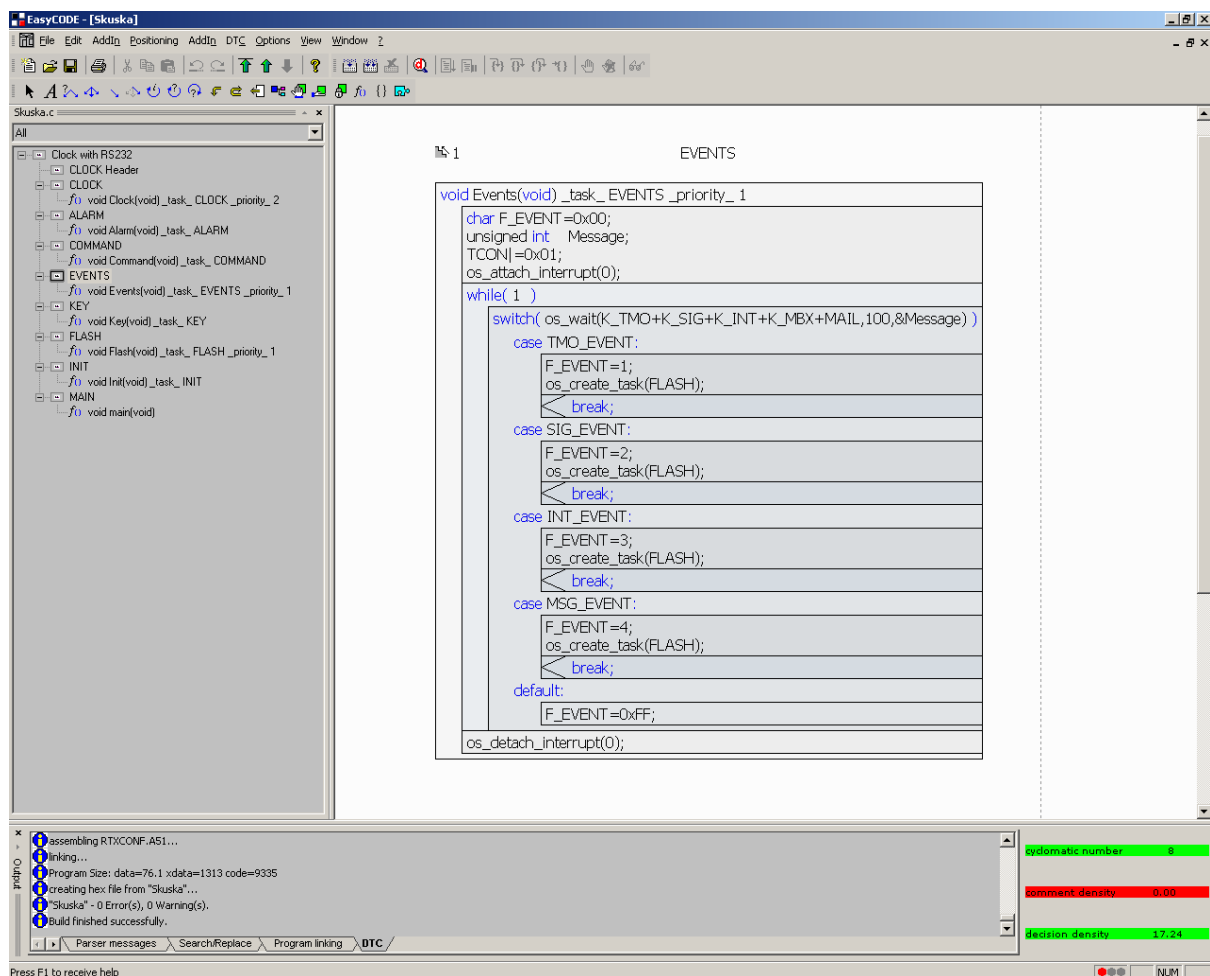 EasyCODE - [Skuska]
File Edit AddIn Positioning AddIn DTC Options View Window ?
Skuska.c
All
Clock with RS232
CLOCK Header
CLOCK
f() void Clock(void) _task_ CLOCK _priority_ 2
ALARM
f() void Alarm(void) _task_ ALARM
COMMAND
f() void Command(void) _task_ COMMAND
EVENTS
f() void Events(void) _task_ EVENTS _priority_ 1
KEY
f() void Key(void) _task_ KEY
FLASH
f() void Flash(void) _task_ FLASH _priority_ 1
INIT
f() void Init(void) _task_ INIT
MAIN
f() void main(void)
1 EVENTS
void Events(void) _task_ EVENTS _priority_ 1
char F_EVENT=0x00;
unsigned int Message;
TCON|=0x01;
os_attach_interrupt(0);
while( 1 )
switch( os_wait(K_TMO+K_SIG+K_INT+K_MBX+MAIL,100,&Message) )
case TMO_EVENT:
F_EVENT=1;
os_create_task(FLASH);
break;
case SIG_EVENT:
F_EVENT=2;
os_create_task(FLASH);
break;
case INT_EVENT:
F_EVENT=3;
os_create_task(FLASH);
break;
case MSG_EVENT:
F_EVENT=4;
os_create_task(FLASH);
break;
default:
F_EVENT=0xFF;
os_detach_interrupt(0);
Output
assembling RTXCONF.A51...
linking...
Program Size: data=76.1 xdata=1313 code=9335
creating hex file from "Skuska"...
"Skuska" - 0 Error(s), 0 Warning(s).
Build finished successfully.
Parser messages Search/Replace Program linking DTC
cyclomatic number 8
comment density 0.00
decision density 17.24
Press F1 to receive help NUM